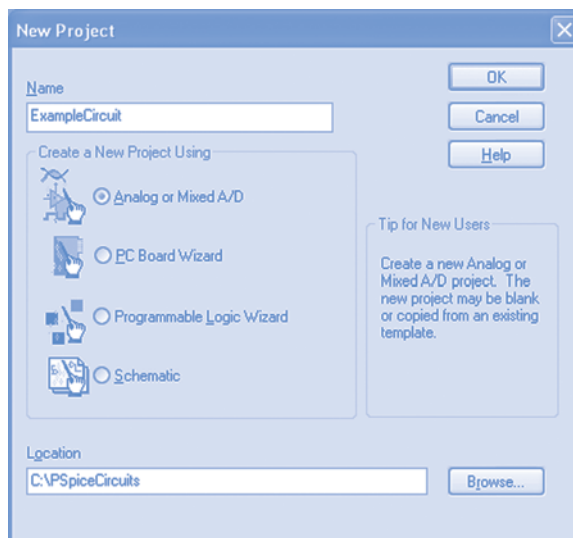 New Project
Name
ExampleCircuit
OK
Cancel
Help
Create a New Project Using
Analog or Mixed A/D
PC Board Wizard
Programmable Logic Wizard
Schematic
Tip for New Users
Create a new Analog or
Mixed A/D project. The
new project may be blank
or copied from an existing
template.
Location
C:\PSpiceCircuits
Browse...